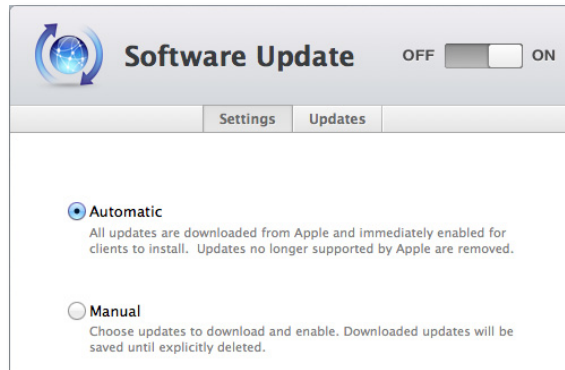 Software Update OFF ON
Settings Updates
Automatic
All updates are downloaded from Apple and immediately enabled for
clients to install. Updates no longer supported by Apple are removed.
Manual
Choose updates to download and enable. Downloaded updates will be
saved until explicitly deleted.